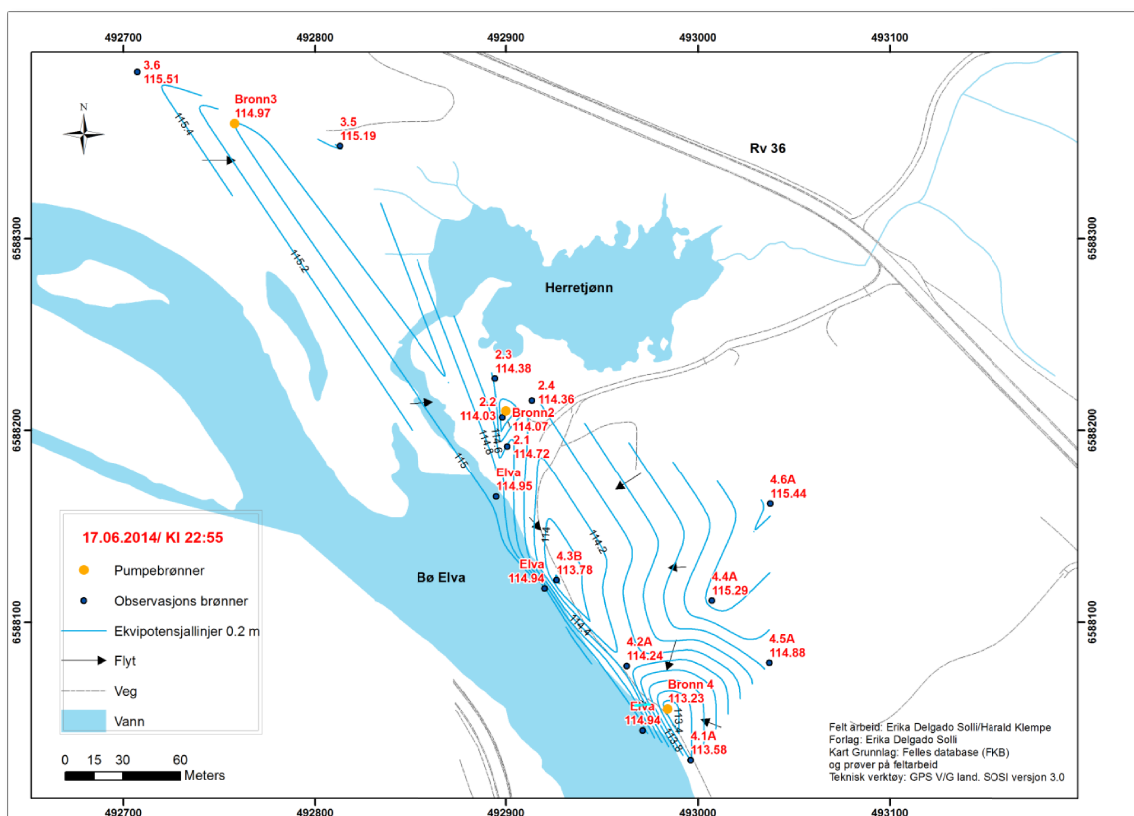 492700 492800 492900 493000 493100
3.6
115.51
Bronn3
114.97
3.5
115.19
115.4
N
Rv 36
6588300
6588300
115.2
Herretjønn
2.3
114.38
2.4
114.36
2.2
114.03
Bronn2
114.07
6588200
6588200
114.6
114.8
2.1
114.72
115
Elva
114.95
4.6A
115.44
114
114.2
4.3B
113.78
Elva
114.94
Bø Elva
4.4A
115.29
6588100
6588100
114.4
4.2A
114.24
4.5A
114.88
Bronn 4
113.23
Elva
114.94
113.4
113.8
4.1A
113.58
17.06.2014/ Kl 22:55
Pumpebrønner
Observasjons brønner
Ekvipotensjallinjer 0.2 m
Flyt
Veg
Vann
0 15 30 60
Meters
Felt arbeid: Erika Delgado Solli/Harald Klempe
Forlag: Erika Delgado Solli
Kart Grunnlag: Felles database (FKB)
og prøver på feltarbeid
Teknisk verktøy: GPS V/G land. SOSI versjon 3.0
492700 492800 492900 493000 493100